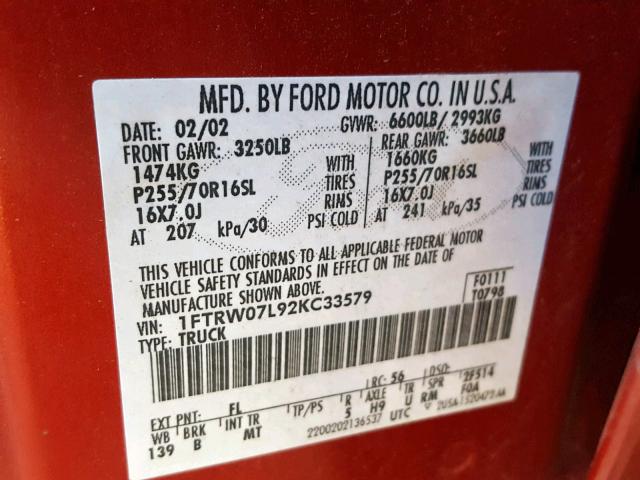 MFD. BY FORD MOTOR CO. IN U.S.A.
DATE: 02/02 GVWR: 6600LB/ 2993KG
FRONT GAWR: 3250LB REAR GAWR: 3660LB
1474KG WITH 1660KG WITH
P255/70R16SL TIRES P255/70R16SL TIRES
16X7.0J RIMS 16X7.0J RIMS
AT 207 kPa/30 PSI COLD AT 241 kPa/35 PSI COLD
THIS VEHICLE CONFORMS TO ALL APPLICABLE FEDERAL MOTOR
VEHICLE SAFETY STANDARDS IN EFFECT ON THE DATE OF
MANUFACTURE SHOWN ABOVE. F0111
VIN: 1FTRW07L92KC33579 T0798
TYPE: TRUCK
EXT PNT: FL RC: 56 DSO: 2F514
WB BRK INT TR TP/PS R AXLE TR SPR F0A
139 B MT 5 H9 U R/M
2200202136537 UTC